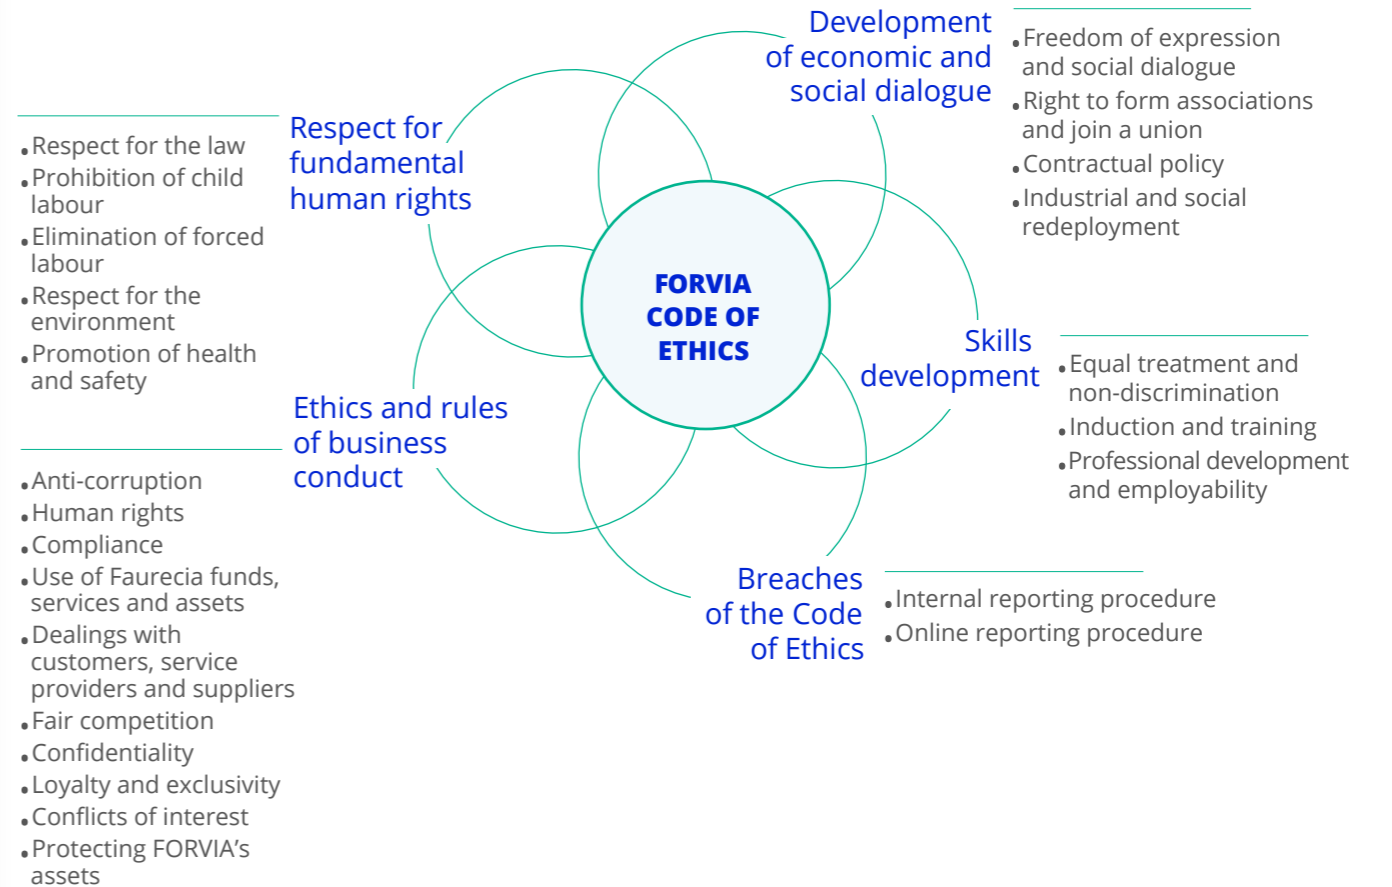 Development
of economic and
social dialogue
.Freedom of expression
and social dialogue
.Right to form associations
and join a union
.Contractual policy
.Industrial and social
redeployment
Respect for
fundamental
human rights
.Respect for the law
.Prohibition of child
labour
.Elimination of forced
labour
.Respect for the
environment
.Promotion of health
and safety
FORVIA
CODE OF
ETHICS
Skills
development
.Equal treatment and
non-discrimination
.Induction and training
.Professional development
and employability
Ethics and rules
of business
conduct
.Anti-corruption
.Human rights
.Compliance
.Use of Faurecia funds,
services and assets
.Dealings with
customers, service
providers and suppliers
.Fair competition
.Confidentiality
.Loyalty and exclusivity
.Conflicts of interest
.Protecting FORVIA’s
assets
Breaches
of the Code
of Ethics
.Internal reporting procedure
.Online reporting procedure